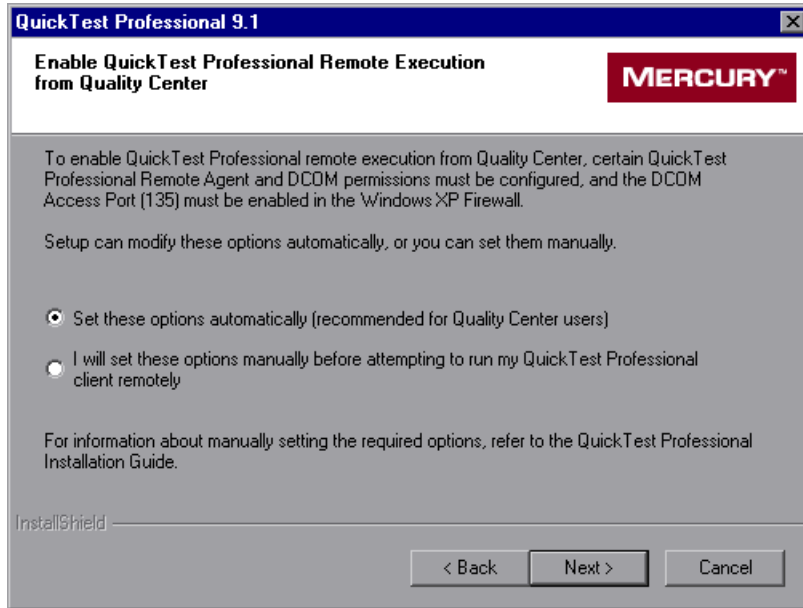 QuickTest Professional 9.1
Enable QuickTest Professional Remote Execution
from Quality Center
MERCURY™
To enable QuickTest Professional remote execution from Quality Center, certain QuickTest
Professional Remote Agent and DCOM permissions must be configured, and the DCOM
Access Port (135) must be enabled in the Windows XP Firewall.
Setup can modify these options automatically, or you can set them manually.
Set these options automatically (recommended for Quality Center users)
I will set these options manually before attempting to run my QuickTest Professional
client remotely
For information about manually setting the required options, refer to the QuickTest Professional
Installation Guide.
InstallShield
< Back
Next >
Cancel